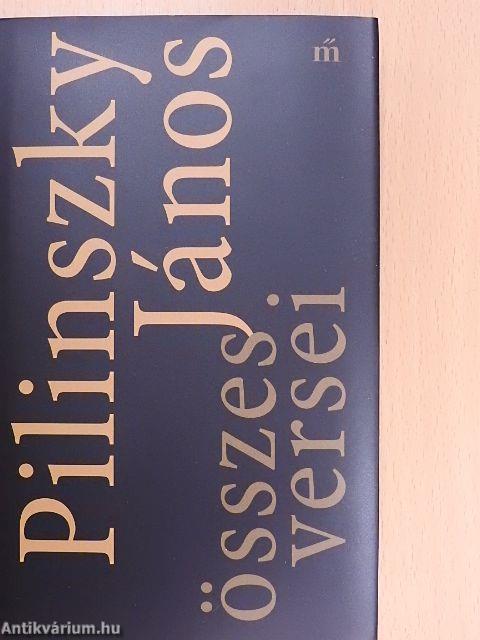 Pilinszky
János
összes
versei
m̋
Antikvárium.hu